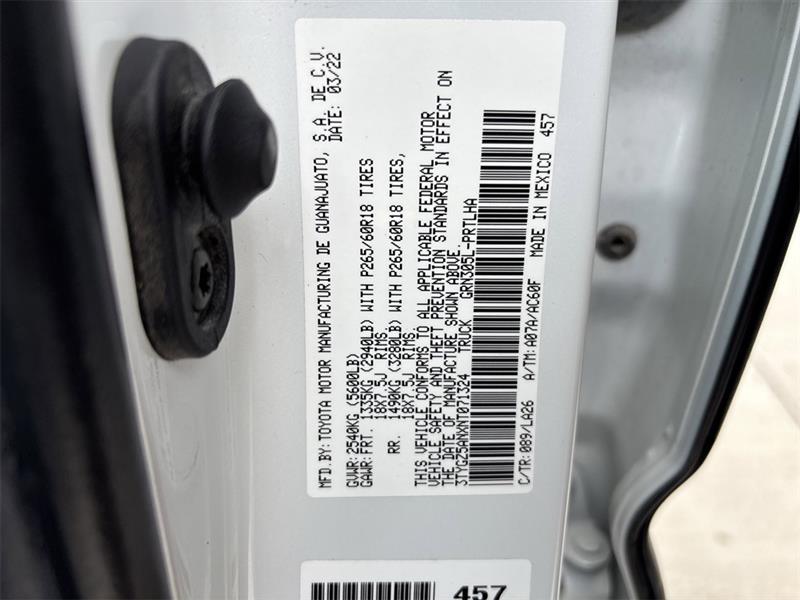 MFD.BY:TOYOTA MOTOR MANUFACTURING DE GUANAJUATO, S.A. DE C.V.
DATE: 03/22
GVWR:2540KG (5600LB)
GAWR:FRT. 1335KG (2940LB) WITH P265/60R18 TIRES
18X7.5J RIMS
RR. 1490KG (3280LB) WITH P265/60R18 TIRES,
18X7.5J RIMS.
THIS VEHICLE CONFORMS TO ALL APPLICABLE FEDERAL MOTOR
VEHICLE SAFETY AND THEFT PREVENTION STANDARDS IN EFFECT ON
THE DATE OF MANUFACTURE SHOWN ABOVE.
3TYGZ5ANXNT071324 TRUCK GRN305L-PRTLHA
C/TR:089/LA26 A/TM:A07A/AC60F MADE IN MEXICO 457
457